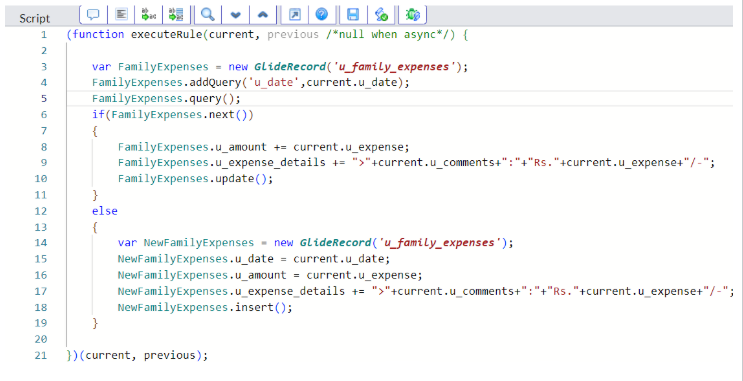 Script
1 (function executeRule(current, previous /*null when async*/) {
2
3 var FamilyExpenses = new GlideRecord('u_family_expenses');
4 FamilyExpenses.addQuery('u_date',current.u_date);
5 FamilyExpenses.query();
6 if(FamilyExpenses.next())
7 {
8 FamilyExpenses.u_amount += current.u_expense;
9 FamilyExpenses.u_expense_details += ">"+current.u_comments+":"+"Rs."+current.u_expense+"/-";
10 FamilyExpenses.update();
11 }
12 else
13 {
14 var NewFamilyExpenses = new GlideRecord('u_family_expenses');
15 NewFamilyExpenses.u_date = current.u_date;
16 NewFamilyExpenses.u_amount = current.u_expense;
17 NewFamilyExpenses.u_expense_details += ">"+current.u_comments+":"+"Rs."+current.u_expense+"/-";
18 NewFamilyExpenses.insert();
19 }
20
21 })(current, previous);